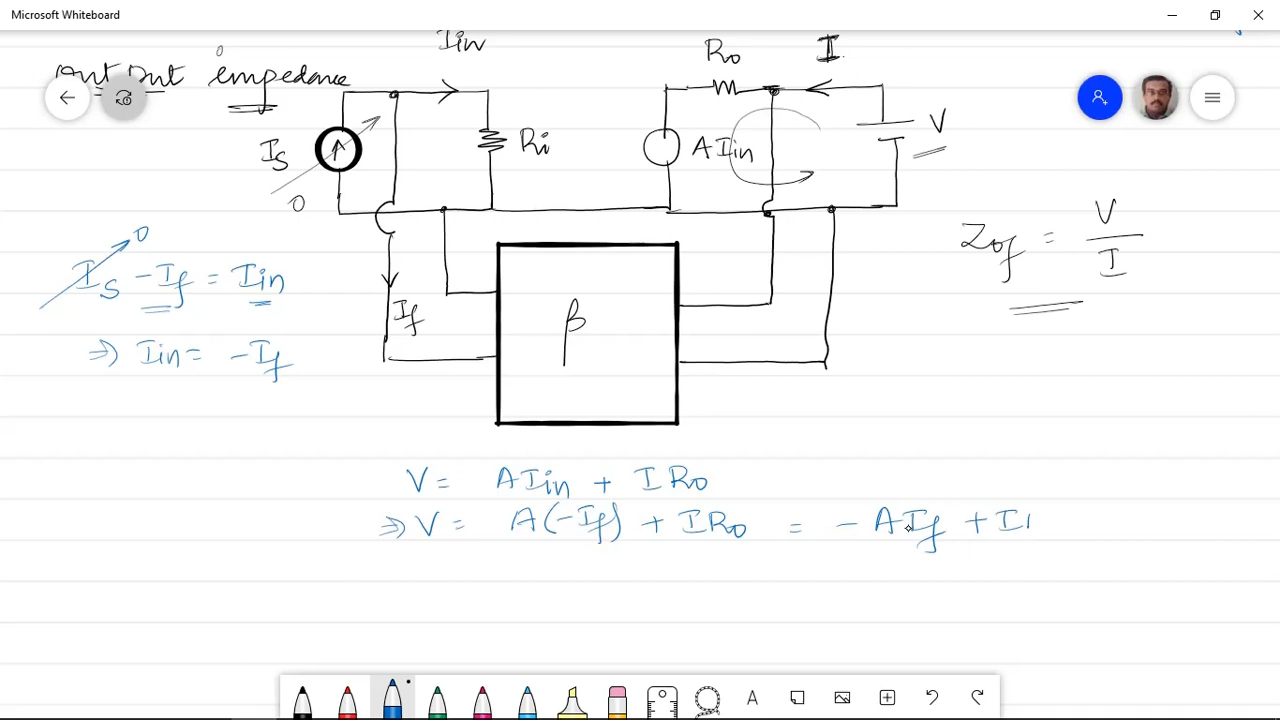 Microsoft Whiteboard
Output impedance
Iin
Ro
I
Is
0
Ri
AIin
V
Zof = V / I
Is - If = Iin
0
⇒ Iin = -If
If
β
V = AIin + IRo
⇒ V = A(-If) + IRo = - AIf + I
A